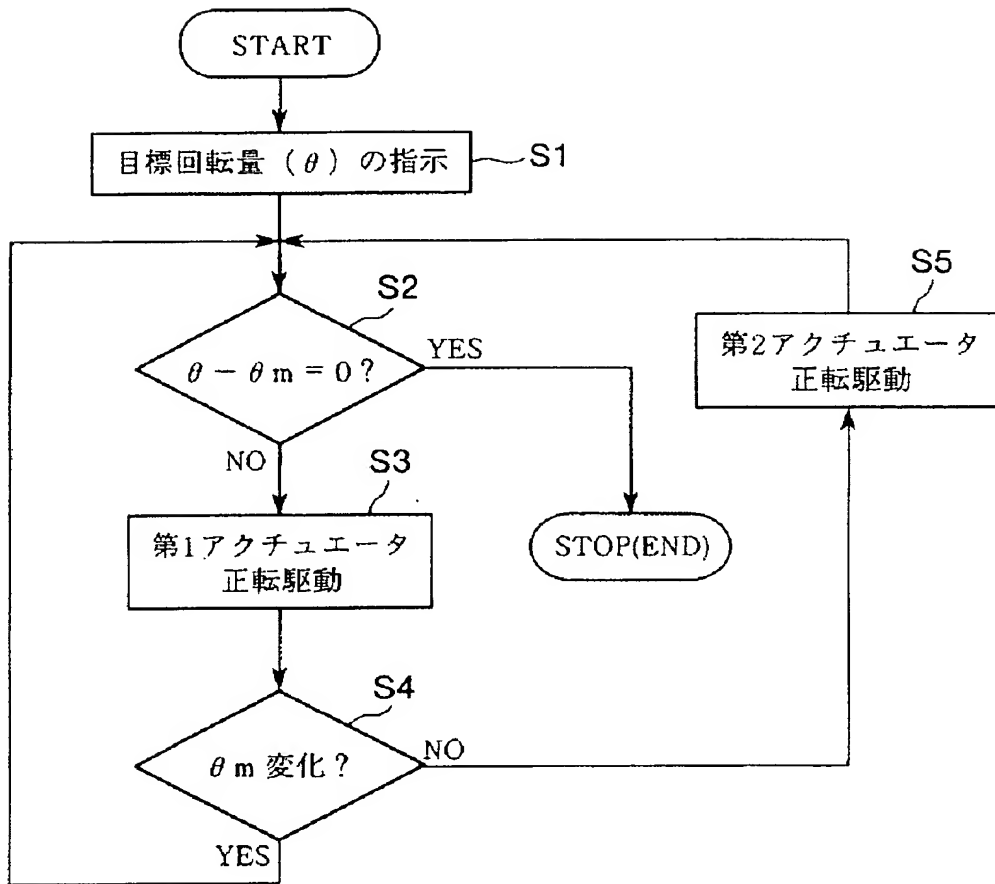 START
目標回転量（θ）の指示
S1
S2
θ － θm ＝ 0？
YES
NO
S3
第1アクチュエータ
正転駆動
S4
θm 変化？
NO
YES
STOP(END)
S5
第2アクチュエータ
正転駆動